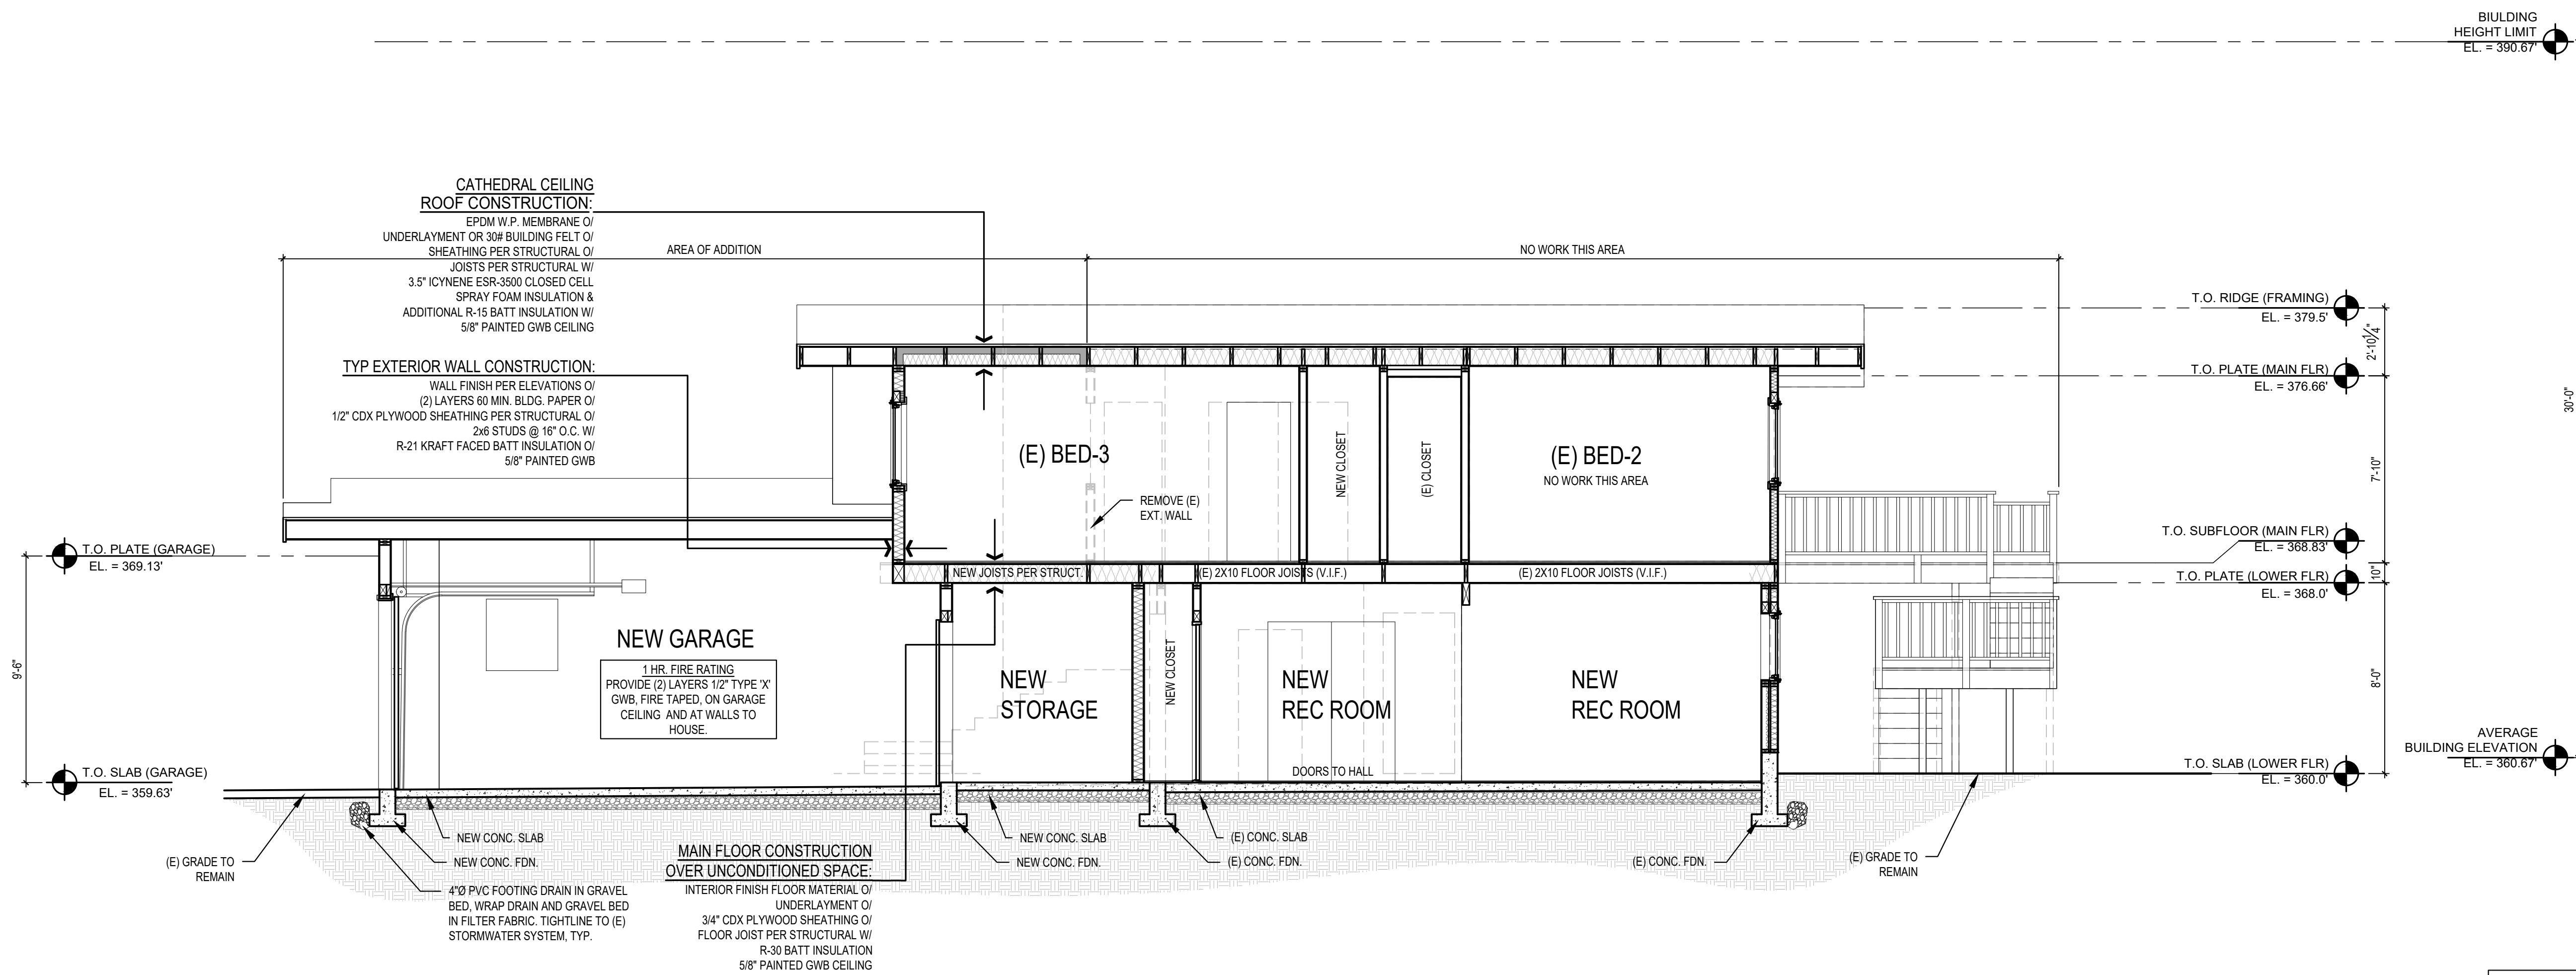 BIULDING
HEIGHT LIMIT
EL. = 390.67'
CATHEDRAL CEILING
ROOF CONSTRUCTION:
EPDM W.P. MEMBRANE O/
UNDERLAYMENT OR 30# BUILDING FELT O/
SHEATHING PER STRUCTURAL O/
JOISTS PER STRUCTURAL W/
3.5" ICYNENE ESR-3500 CLOSED CELL
SPRAY FOAM INSULATION &
ADDITIONAL R-15 BATT INSULATION W/
5/8" PAINTED GWB CEILING
AREA OF ADDITION
NO WORK THIS AREA
T.O. RIDGE (FRAMING)
EL. = 379.5'
2'-10 1/4"
TYP EXTERIOR WALL CONSTRUCTION:
WALL FINISH PER ELEVATIONS O/
(2) LAYERS 60 MIN. BLDG. PAPER O/
1/2" CDX PLYWOOD SHEATHING PER STRUCTURAL O/
2x6 STUDS @ 16" O.C. W/
R-21 KRAFT FACED BATT INSULATION O/
5/8" PAINTED GWB
T.O. PLATE (MAIN FLR)
EL. = 376.66'
30'-0"
(E) BED-3
NEW CLOSET
(E) CLOSET
(E) BED-2
NO WORK THIS AREA
7'-10"
REMOVE (E)
EXT. WALL
T.O. SUBFLOOR (MAIN FLR)
EL. = 368.83'
T.O. PLATE (GARAGE)
EL. = 369.13'
NEW JOISTS PER STRUCT.
(E) 2X10 FLOOR JOISTS (V.I.F.)
(E) 2X10 FLOOR JOISTS (V.I.F.)
10"
T.O. PLATE (LOWER FLR)
EL. = 368.0'
9'-6"
NEW GARAGE
1 HR. FIRE RATING
PROVIDE (2) LAYERS 1/2" TYPE 'X'
GWB, FIRE TAPED, ON GARAGE
CEILING AND AT WALLS TO
HOUSE.
NEW
STORAGE
NEW CLOSET
NEW
REC ROOM
NEW
REC ROOM
8'-0"
DOORS TO HALL
AVERAGE
BUILDING ELEVATION
EL. = 360.67'
T.O. SLAB (GARAGE)
EL. = 359.63'
T.O. SLAB (LOWER FLR)
EL. = 360.0'
(E) GRADE TO
REMAIN
NEW CONC. SLAB
NEW CONC. FDN.
4"Ø PVC FOOTING DRAIN IN GRAVEL
BED, WRAP DRAIN AND GRAVEL BED
IN FILTER FABRIC. TIGHTLINE TO (E)
STORMWATER SYSTEM, TYP.
MAIN FLOOR CONSTRUCTION
OVER UNCONDITIONED SPACE:
INTERIOR FINISH FLOOR MATERIAL O/
UNDERLAYMENT O/
3/4" CDX PLYWOOD SHEATHING O/
FLOOR JOIST PER STRUCTURAL W/
R-30 BATT INSULATION
5/8" PAINTED GWB CEILING
NEW CONC. SLAB
NEW CONC. FDN.
(E) CONC. SLAB
(E) CONC. FDN.
(E) CONC. FDN.
(E) GRADE TO
REMAIN